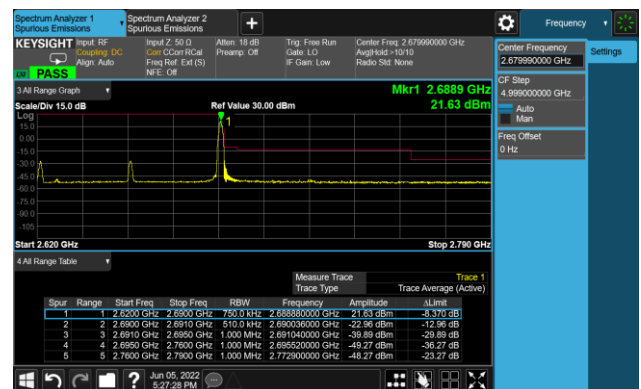 Spectrum Analyzer 1
Spurious Emissions
Spectrum Analyzer 2
Spurious Emissions
+
Frequency
KEYSIGHT
Input: RF
Coupling: DC
Align: Auto
Input Z: 50 Ω
Corr CCorr RCal
Freq Ref: Ext (S)
NFE: Off
Atten: 18 dB
Preamp: Off
Trig: Free Run
Gate: LO
IF Gain: Low
Center Freq: 2.679990000 GHz
Avg|Hold:>10/10
Radio Std: None
PASS
Center Frequency
2.679990000 GHz
Settings
CF Step
4.999000000 GHz
Auto
Man
Freq Offset
0 Hz
3 All Range Graph
Mkr1 2.6889 GHz
Scale/Div 15.0 dB
Ref Value 30.00 dBm
21.63 dBm
Log
15.0
0.00
-15.0
-30.0
-45.0
-60.0
-75.0
-90.0
-105
1
Start 2.620 GHz
Stop 2.790 GHz
4 All Range Table
Measure Trace Trace 1
Trace Type Trace Average (Active)
Spur Range Start Freq Stop Freq RBW Frequency Amplitude ΔLimit
1 1 2.6200 GHz 2.6900 GHz 750.0 kHz 2.688880000 GHz 21.63 dBm -8.370 dB
2 2 2.6900 GHz 2.6910 GHz 510.0 kHz 2.690036000 GHz -22.96 dBm -12.96 dB
3 3 2.6910 GHz 2.6950 GHz 1.000 MHz 2.691040000 GHz -39.89 dBm -29.89 dB
4 4 2.6950 GHz 2.7600 GHz 1.000 MHz 2.695520000 GHz -49.27 dBm -36.27 dB
5 5 2.7600 GHz 2.7900 GHz 1.000 MHz 2.772900000 GHz -48.27 dBm -23.27 dB
?
Jun 05, 2022
5:27:28 PM